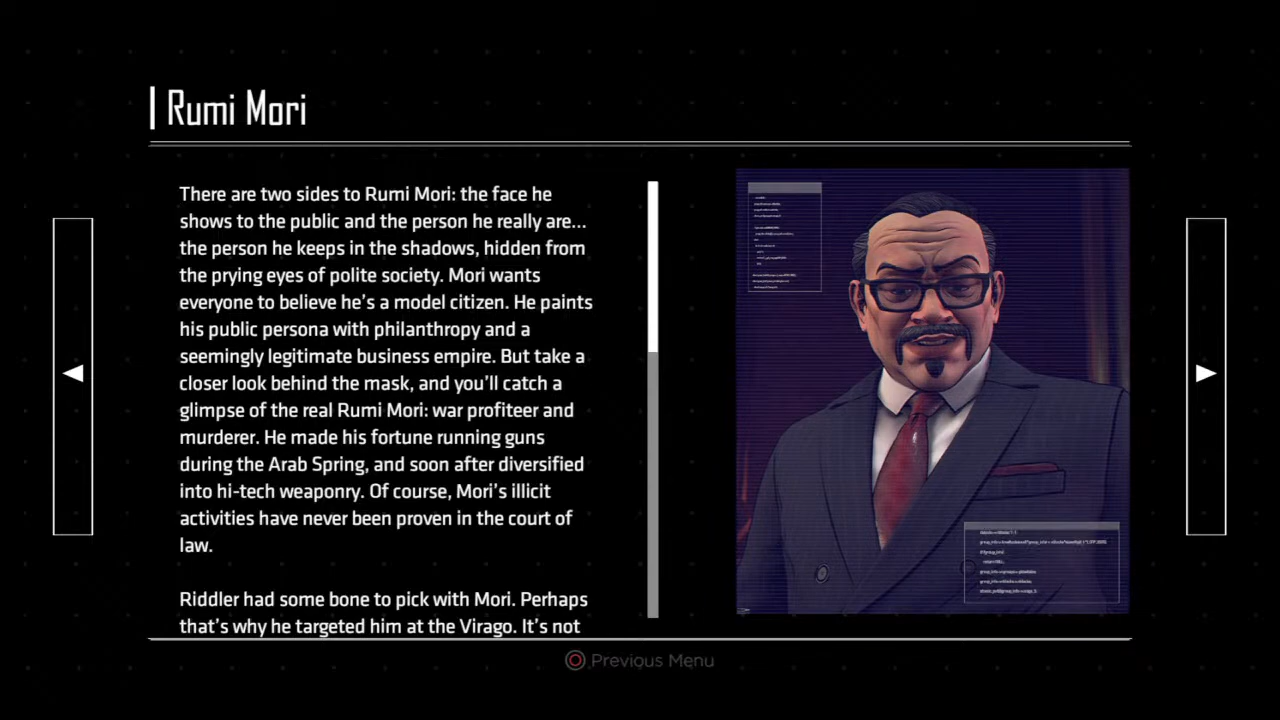 Rumi Mori
There are two sides to Rumi Mori: the face he
shows to the public and the person he really are...
the person he keeps in the shadows, hidden from
the prying eyes of polite society. Mori wants
everyone to believe he's a model citizen. He paints
his public persona with philanthropy and a
seemingly legitimate business empire. But take a
closer look behind the mask, and you'll catch a
glimpse of the real Rumi Mori: war profiteer and
murderer. He made his fortune running guns
during the Arab Spring, and soon after diversified
into hi-tech weaponry. Of course, Mori's illicit
activities have never been proven in the court of
law.
Riddler had some bone to pick with Mori. Perhaps
that's why he targeted him at the Virago. It's not
Previous Menu